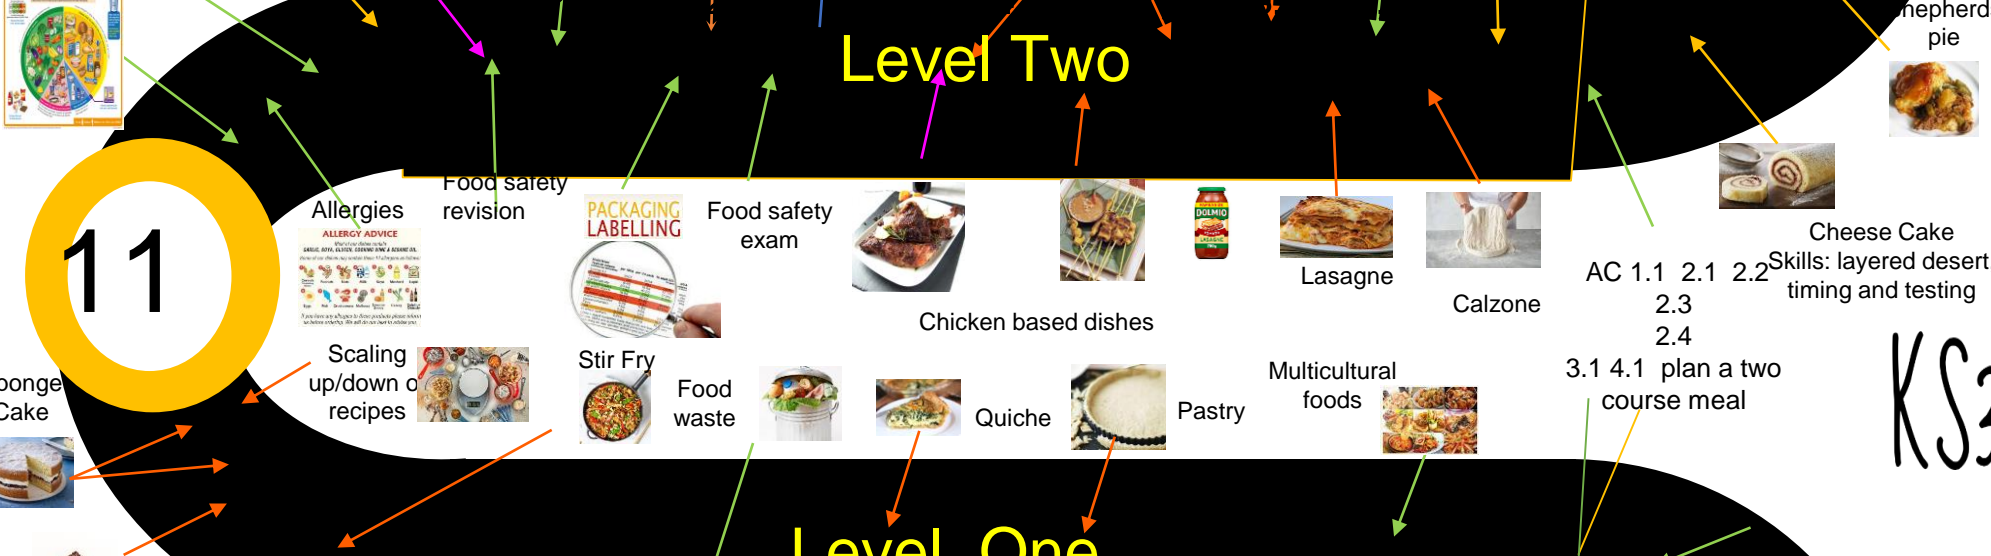 Level Two
hepherd
pie
Food safety
revision
Allergies
ALLERGY ADVICE
PACKAGING
LABELLING
Food safety
exam
DOLMIO
LASAGNE
Lasagne
Calzone
Chicken based dishes
AC 1.1 2.1 2.2
2.3
2.4
3.1 4.1 plan a two
course meal
Cheese Cake
Skills: layered desert
timing and testing
11
Scaling
up/down o
recipes
Stir Fry
Food
waste
Quiche
Pastry
Multicultural
foods
KS3
ponge
Cake
Level One